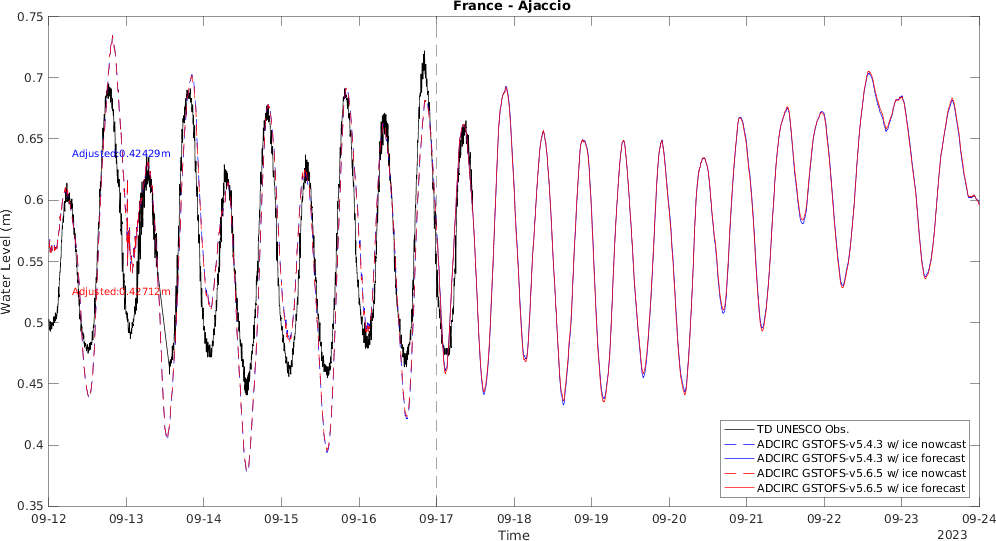 France - Ajaccio
0.75
0.7
0.65
0.6
0.55
0.5
0.45
0.4
0.35
Water Level (m)
Adjusted:0.42429m
Adjusted:0.42712m
TD UNESCO Obs.
ADCIRC GSTOFS-v5.4.3 w/ ice nowcast
ADCIRC GSTOFS-v5.4.3 w/ ice forecast
ADCIRC GSTOFS-v5.6.5 w/ ice nowcast
ADCIRC GSTOFS-v5.6.5 w/ ice forecast
09-12 09-13 09-14 09-15 09-16 09-17 09-18 09-19 09-20 09-21 09-22 09-23 09-24
Time
2023